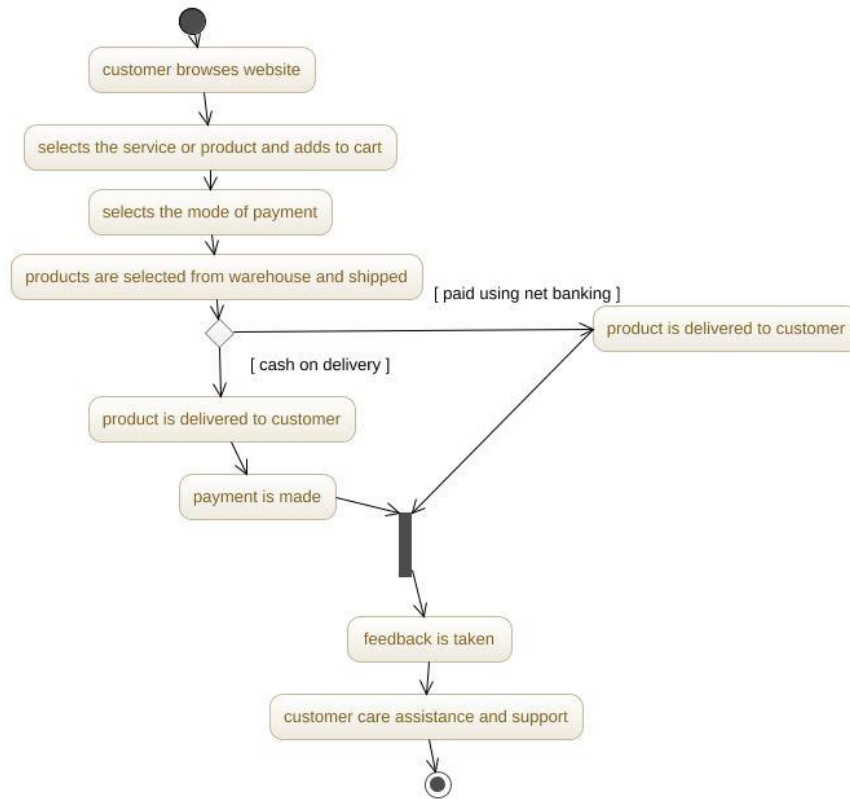 customer browses website
selects the service or product and adds to cart
selects the mode of payment
products are selected from warehouse and shipped
[ paid using net banking ]
product is delivered to customer
[ cash on delivery ]
product is delivered to customer
payment is made
feedback is taken
customer care assistance and support